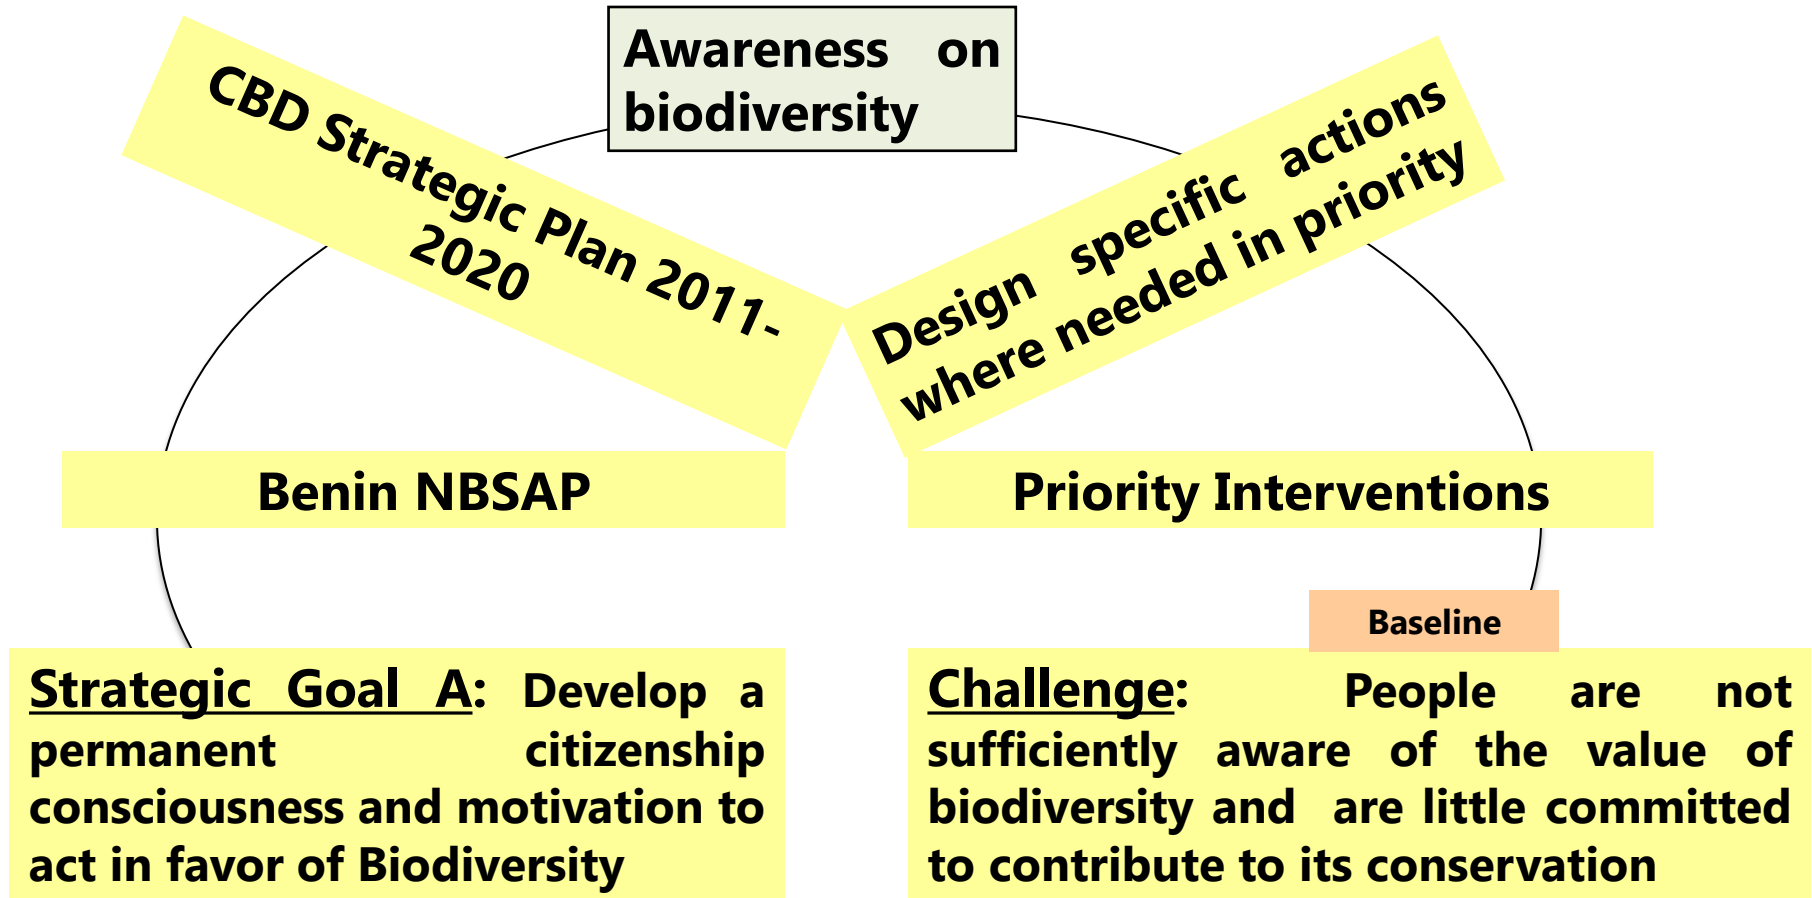 Awareness on
biodiversity
CBD Strategic Plan 2011-
2020
Design specific actions
where needed in priority
Benin NBSAP
Priority Interventions
Baseline
Strategic Goal A: Develop a
permanent citizenship
consciousness and motivation to
act in favor of Biodiversity
Challenge: People are not
sufficiently aware of the value of
biodiversity and are little committed
to contribute to its conservation